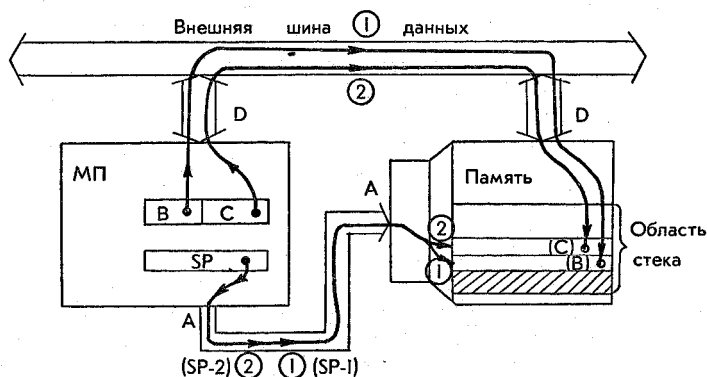 Внешняя шина ① данных
②
D
D
МП
A
Память
B C
②
(C)
Область
стека
SP
①
(B)
A
(SP-2) ② ① (SP-1)